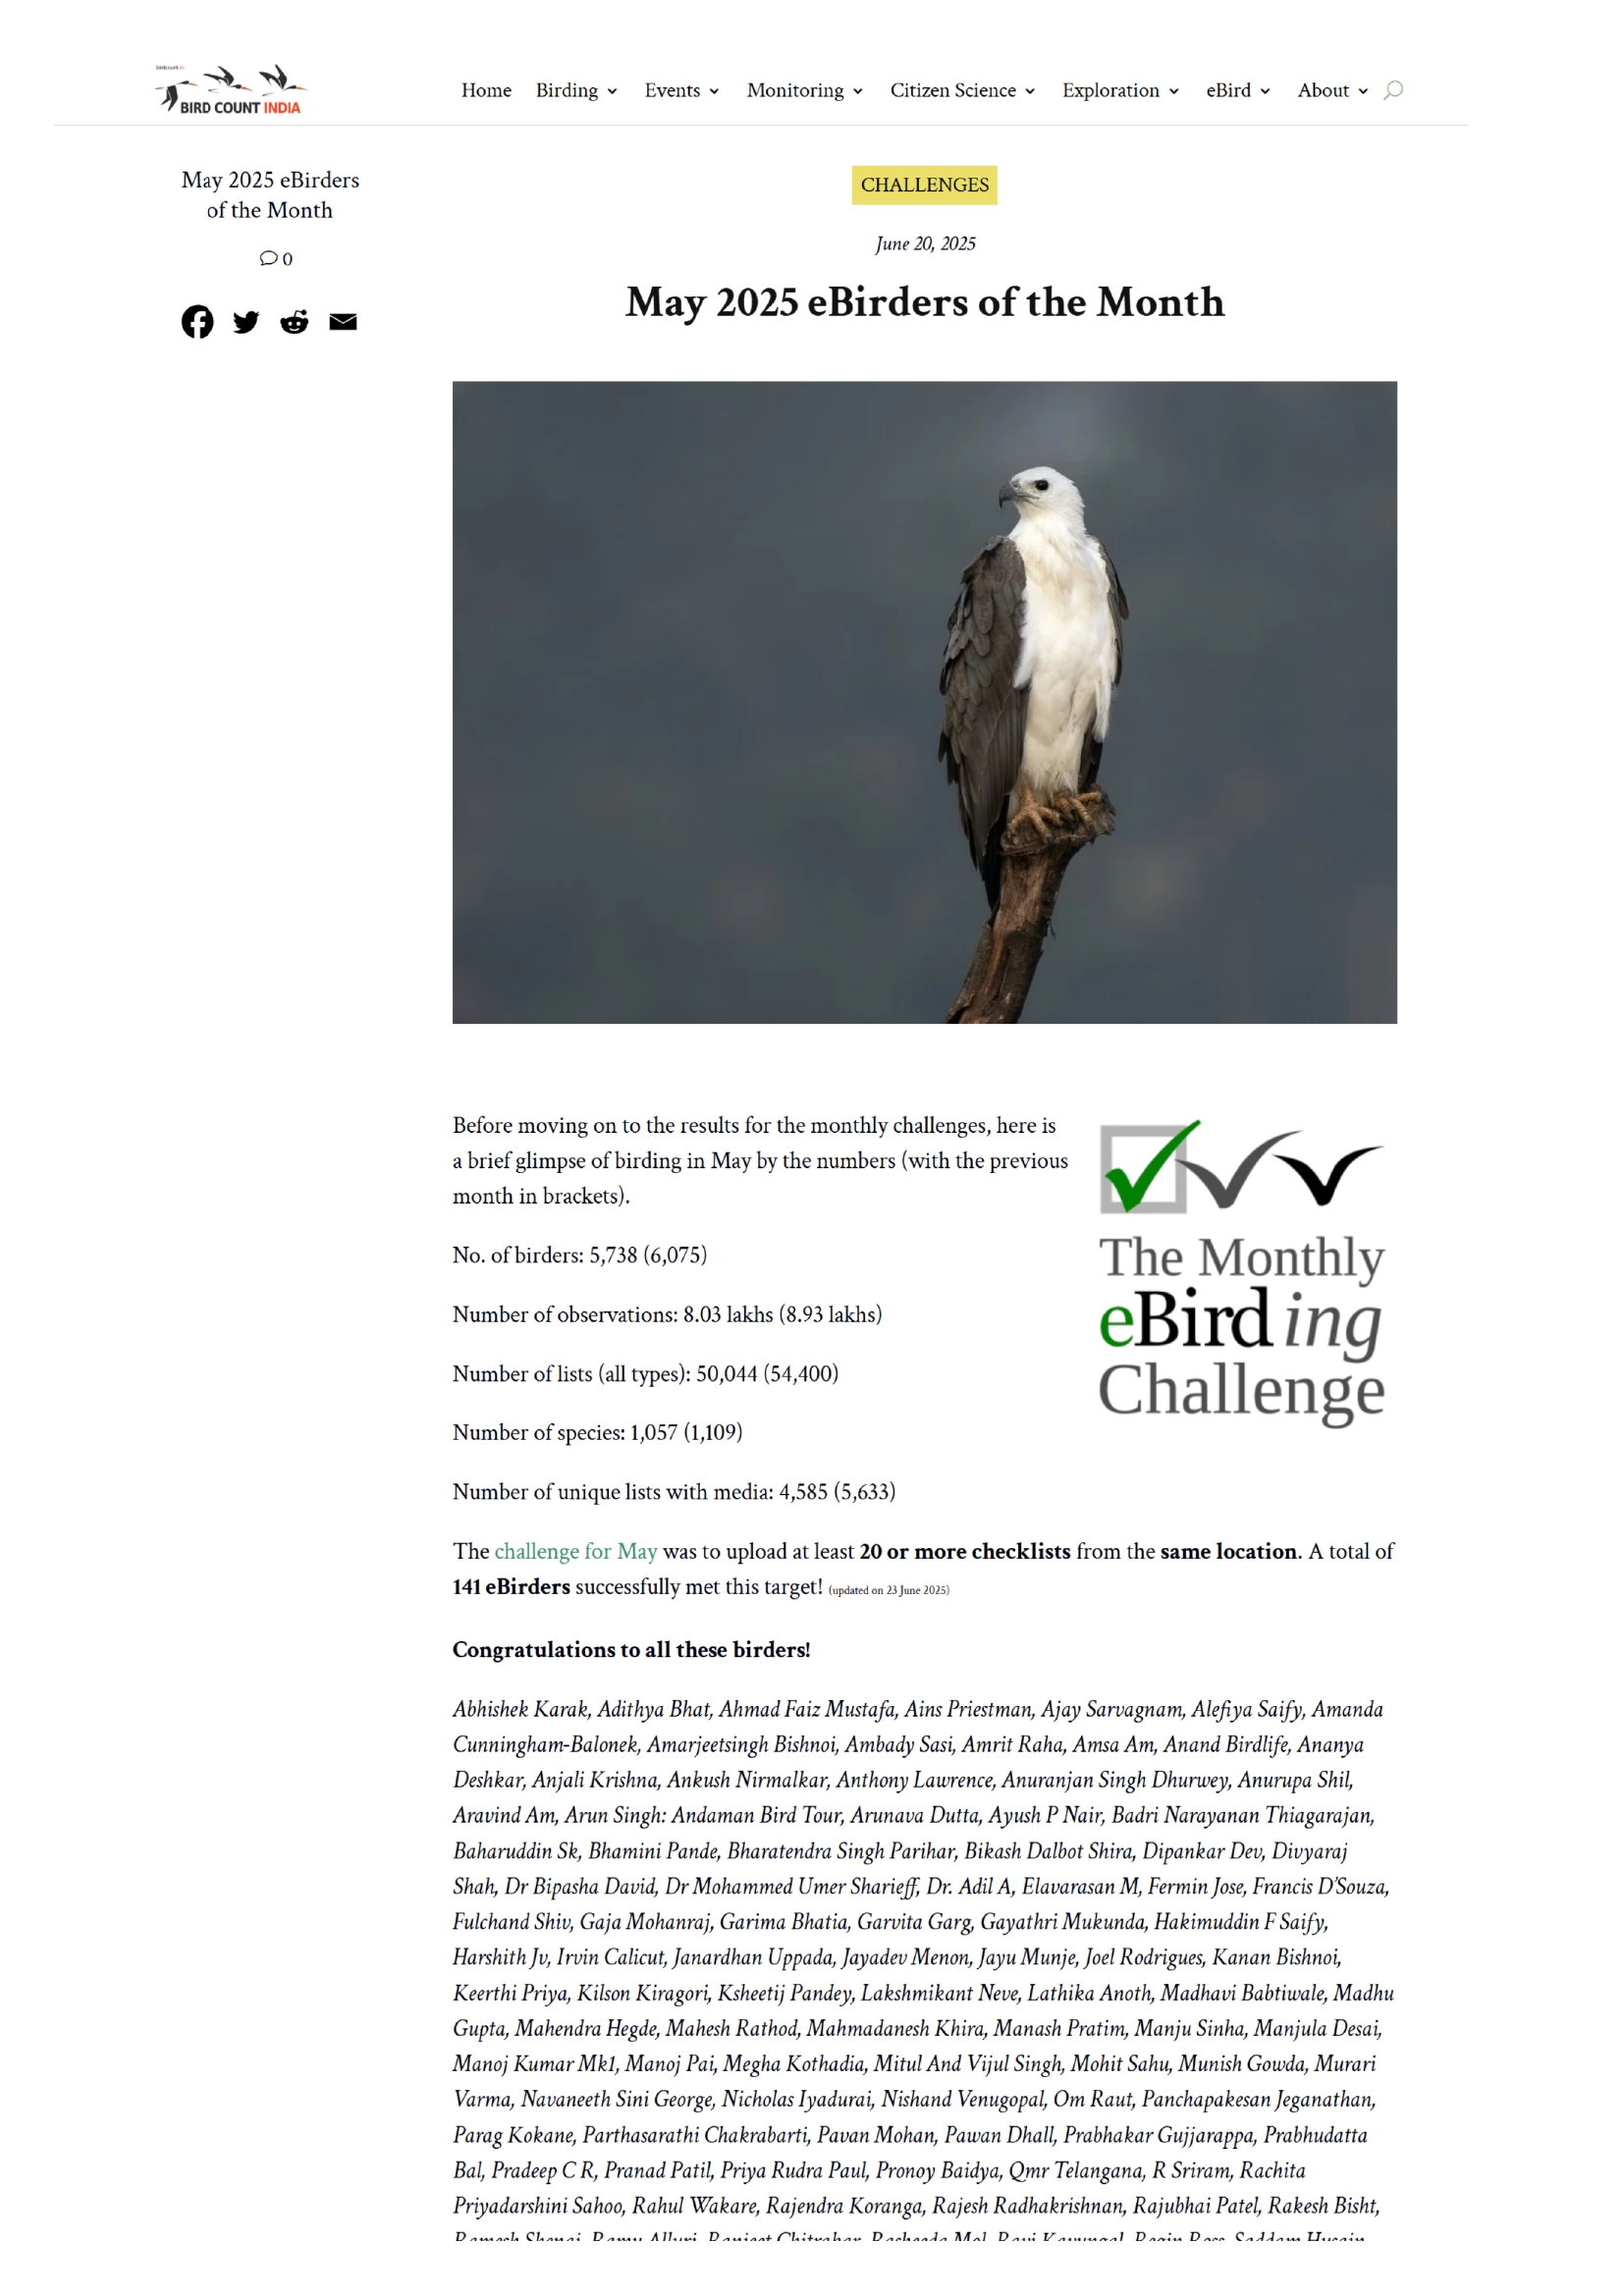 birdcount.in
BIRD COUNT INDIA
Home Birding Events Monitoring Citizen Science Exploration eBird About
May 2025 eBirders
of the Month
0
CHALLENGES
June 20, 2025
May 2025 eBirders of the Month
Before moving on to the results for the monthly challenges, here is
a brief glimpse of birding in May by the numbers (with the previous
month in brackets).
No. of birders: 5,738 (6,075)
Number of observations: 8.03 lakhs (8.93 lakhs)
Number of lists (all types): 50,044 (54,400)
Number of species: 1,057 (1,109)
Number of unique lists with media: 4,585 (5,633)
The Monthly
eBirding
Challenge
The challenge for May was to upload at least 20 or more checklists from the same location. A total of
141 eBirders successfully met this target! (updated on 23 June 2025)
Congratulations to all these birders!
Abhishek Karak, Adithya Bhat, Ahmad Faiz Mustafa, Ains Priestman, Ajay Sarvagnam, Alefiya Saify, Amanda
Cunningham-Balonek, Amarjeetsingh Bishnoi, Ambady Sasi, Amrit Raha, Amsa Am, Anand Birdlife, Ananya
Deshkar, Anjali Krishna, Ankush Nirmalkar, Anthony Lawrence, Anuranjan Singh Dhurwey, Anurupa Shil,
Aravind Am, Arun Singh: Andaman Bird Tour, Arunava Dutta, Ayush P Nair, Badri Narayanan Thiagarajan,
Baharuddin Sk, Bhamini Pande, Bharatendra Singh Parihar, Bikash Dalbot Shira, Dipankar Dev, Divyaraj
Shah, Dr Bipasha David, Dr Mohammed Umer Sharieff, Dr. Adil A, Elavarasan M, Fermin Jose, Francis D’Souza,
Fulchand Shiv, Gaja Mohanraj, Garima Bhatia, Garvita Garg, Gayathri Mukunda, Hakimuddin F Saify,
Harshith Jv, Irvin Calicut, Janardhan Uppada, Jayadev Menon, Jayu Munje, Joel Rodrigues, Kanan Bishnoi,
Keerthi Priya, Kilson Kiragori, Ksheetij Pandey, Lakshmikant Neve, Lathika Anoth, Madhavi Babtiwale, Madhu
Gupta, Mahendra Hegde, Mahesh Rathod, Mahmadanesh Khira, Manash Pratim, Manju Sinha, Manjula Desai,
Manoj Kumar Mk1, Manoj Pai, Megha Kothadia, Mitul And Vijul Singh, Mohit Sahu, Munish Gowda, Murari
Varma, Navaneeth Sini George, Nicholas Iyadurai, Nishand Venugopal, Om Raut, Panchapakesan Jeganathan,
Parag Kokane, Parthasarathi Chakrabarti, Pavan Mohan, Pawan Dhall, Prabhakar Gujjarappa, Prabhudatta
Bal, Pradeep C R, Pranad Patil, Priya Rudra Paul, Pronoy Baidya, Qmr Telangana, R Sriram, Rachita
Priyadarshini Sahoo, Rahul Wakare, Rajendra Koranga, Rajesh Radhakrishnan, Rajubhai Patel, Rakesh Bisht,
Ramesh Shenai, Ramu Alluri, Ranjeet Chitrakar, Rasheeda Mol, Ravi Kavungal, Regin Ross, Saddam Husain